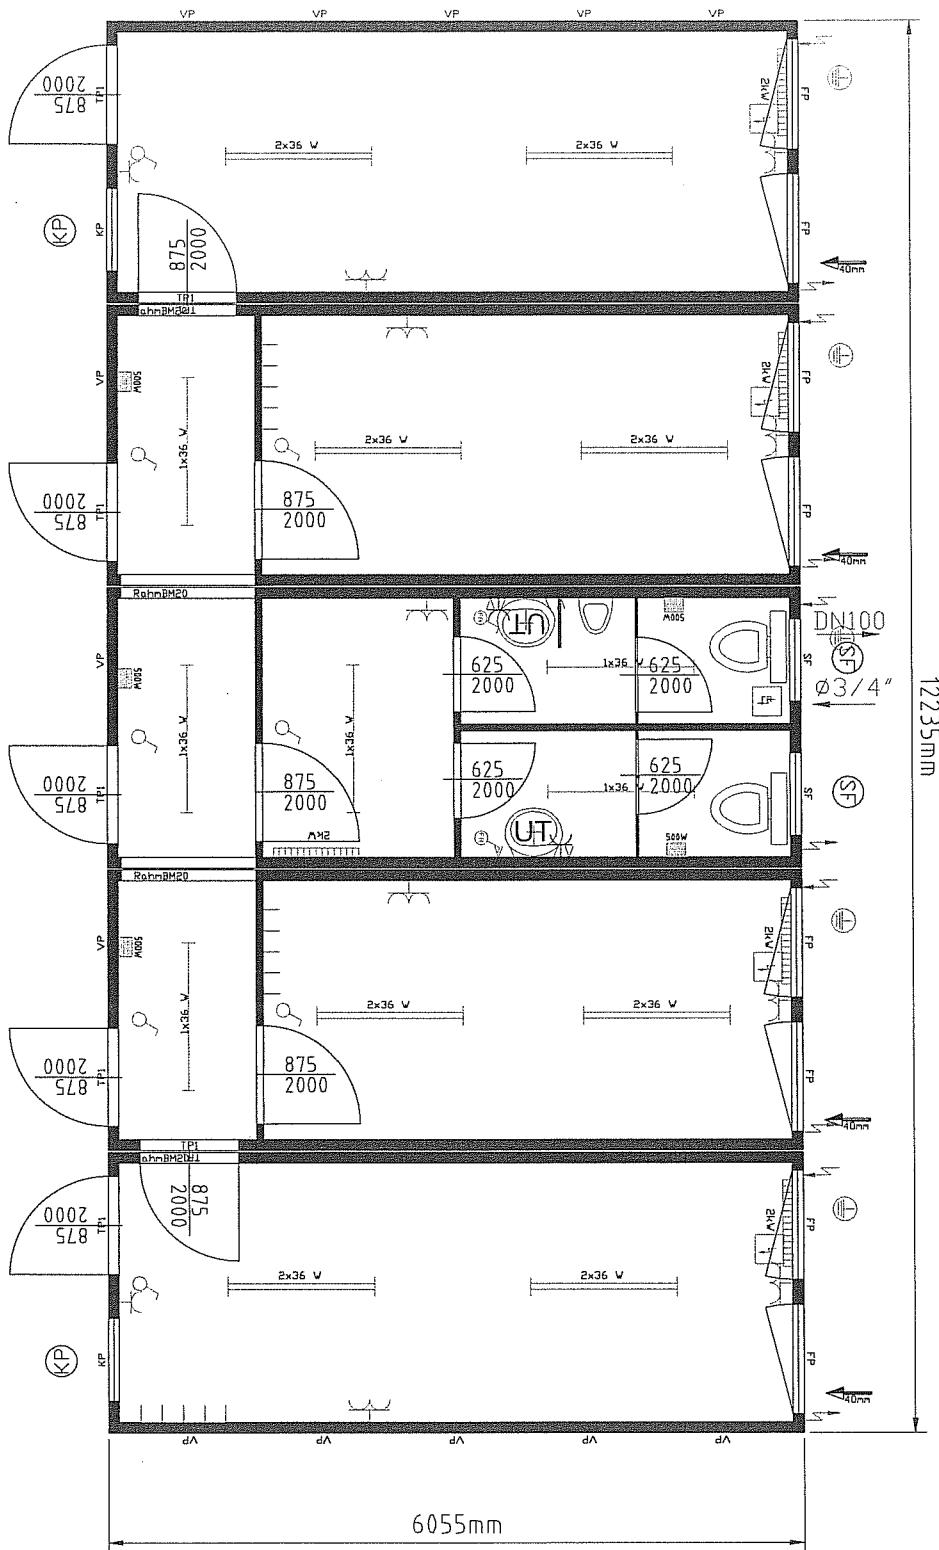 VP VP VP VP VP
875
2000
TP1
2kW
FP
2x36 W
2x36 W
KP
KP
875
2000
FP
40mm
TP1
RahmBM20
VP
500W
1x36 W
2x36 W
2x36 W
2kW
FP
875
2000
TP1
875
2000
FP
40mm
RahmBM20
VP
500W
1x36 W
1x36 W
UT
500W
DN100
SF
SF
Ø3/4"
625
2000
1x36 W
625
2000
12235mm
875
2000
TP1
875
2000
2kW
625
2000
1x36 W
625
2000
SF
SF
UT
500W
RahmBM20
VP
500W
1x36 W
2x36 W
2x36 W
2kW
FP
875
2000
TP1
875
2000
FP
40mm
TP1
RahmBM20
875
2000
TP1
875
2000
2kW
FP
2x36 W
2x36 W
KP
KP
FP
40mm
VP VP VP VP VP
6055mm